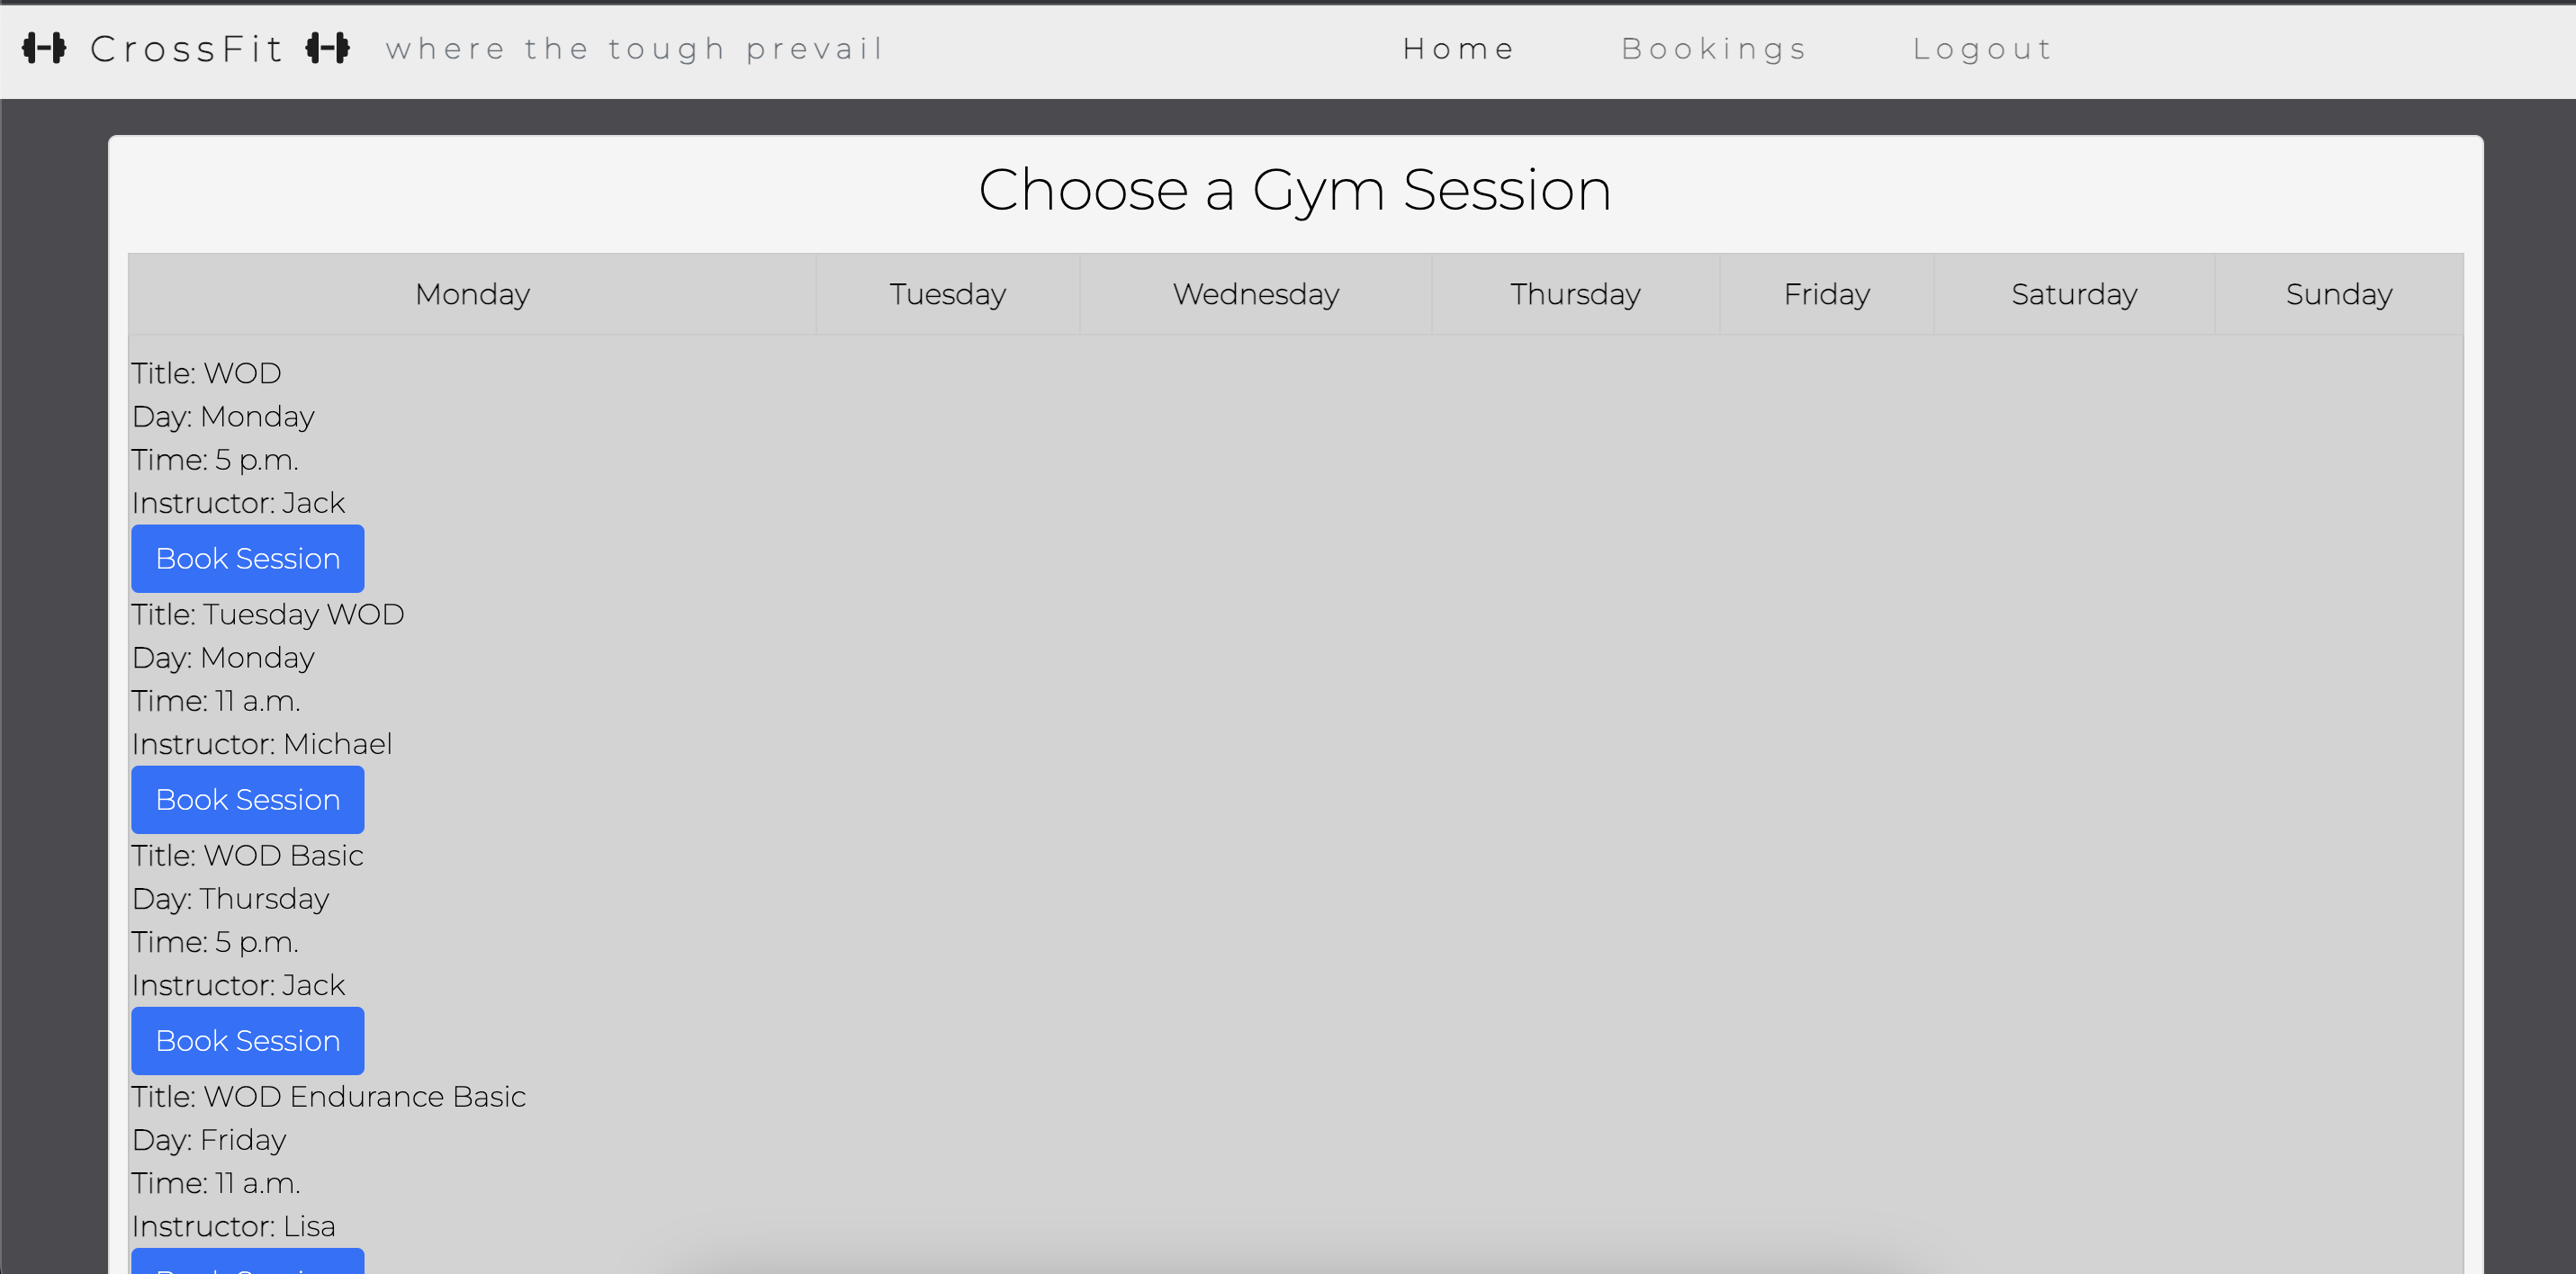 CrossFit where the tough prevail Home Bookings Logout
Choose a Gym Session
Monday Tuesday Wednesday Thursday Friday Saturday Sunday
Title: WOD
Day: Monday
Time: 5 p.m.
Instructor: Jack
Book Session
Title: Tuesday WOD
Day: Monday
Time: 11 a.m.
Instructor: Michael
Book Session
Title: WOD Basic
Day: Thursday
Time: 5 p.m.
Instructor: Jack
Book Session
Title: WOD Endurance Basic
Day: Friday
Time: 11 a.m.
Instructor: Lisa